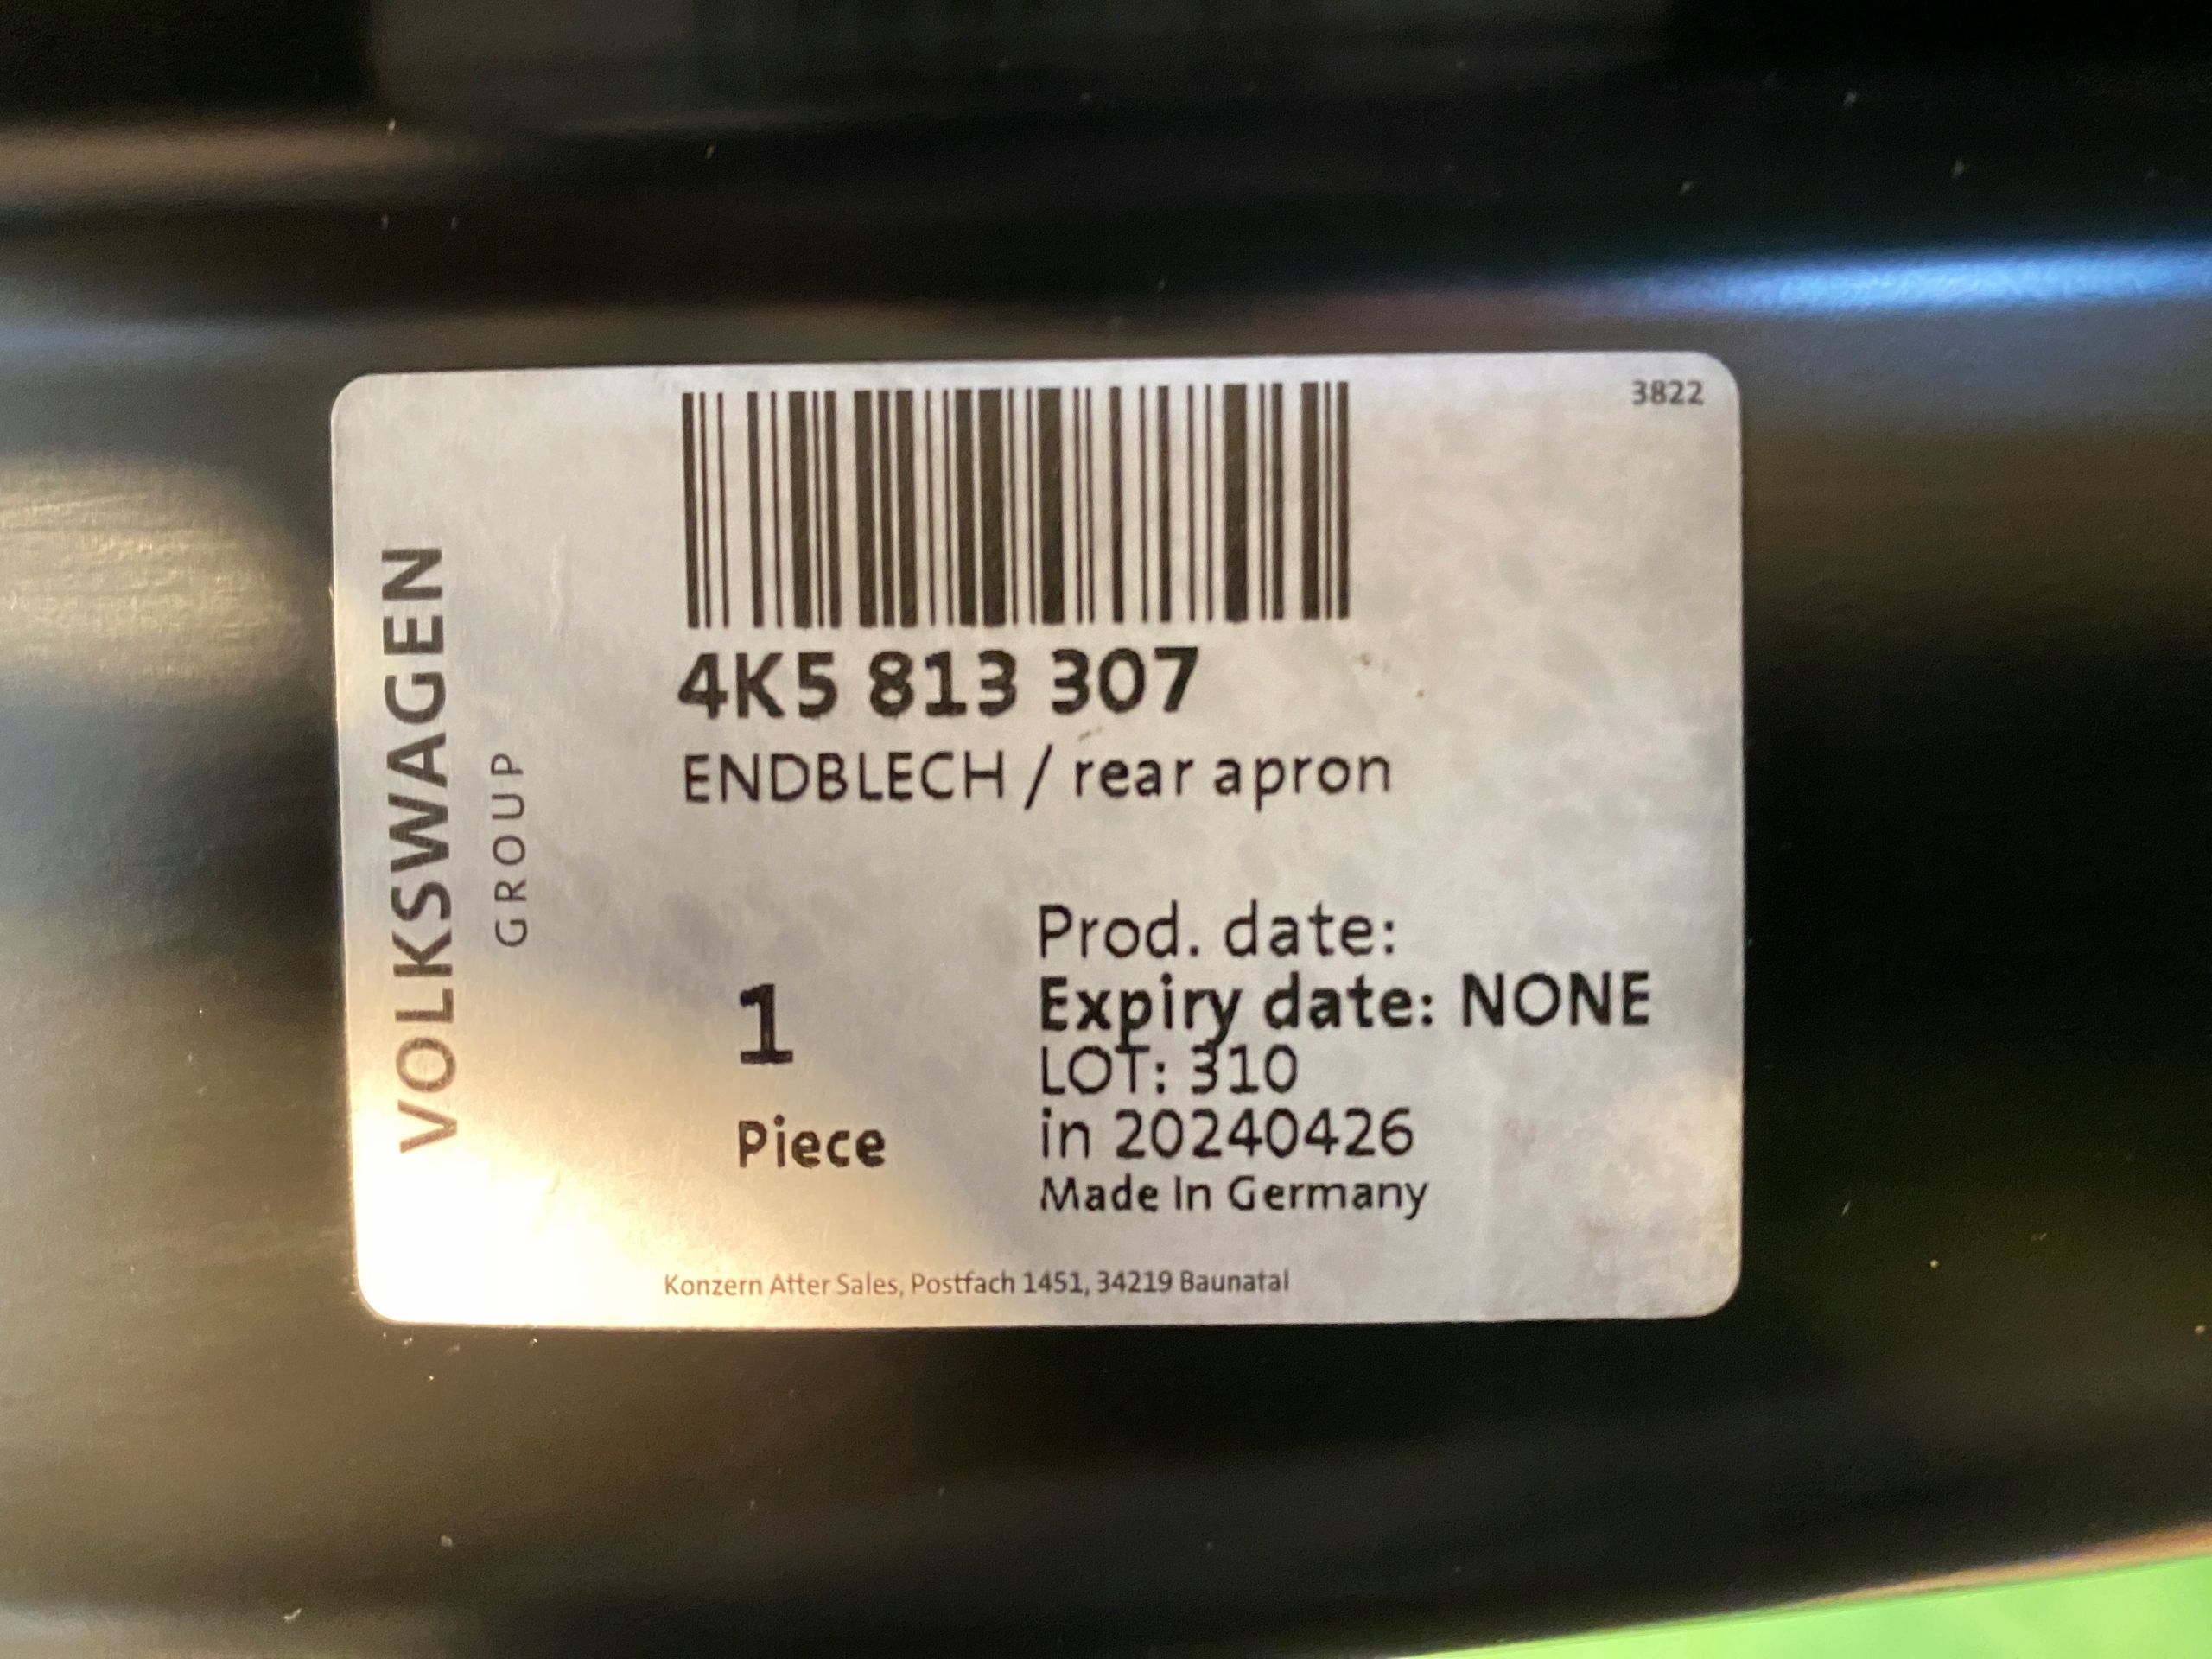 3822
VOLKSWAGEN
GROUP
4K5 813 307
ENDBLECH / rear apron
1
Piece
Prod. date:
Expiry date: NONE
LOT: 310
in 20240426
Made In Germany
Konzern After Sales, Postfach 1451, 34219 Baunatal